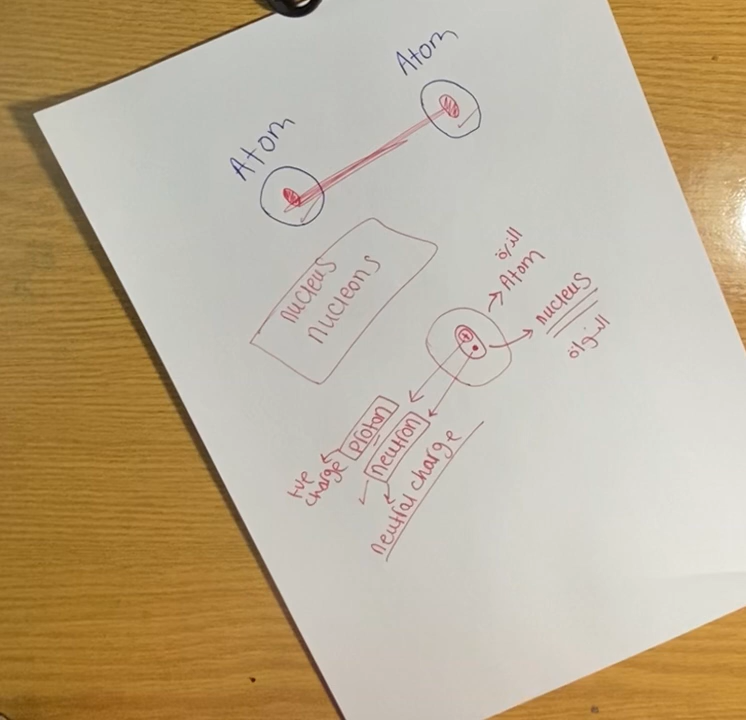 Atom
Atom
nucleus
nucleons
الذرة
Atom
nucleus
النواة
proton
+ve
charge
neutron
neutral charge